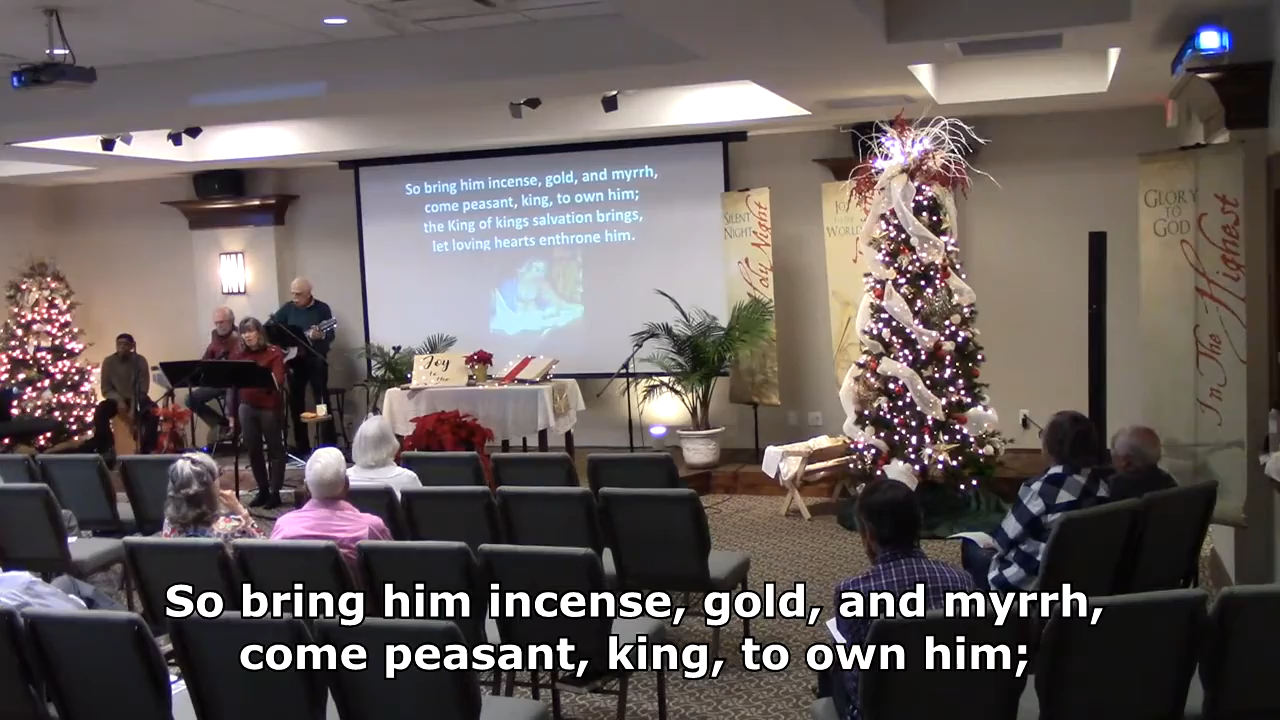 So bring him incense, gold, and myrrh,
come peasant, king, to own him;
the King of kings salvation brings,
let loving hearts enthrone him.
SILENT
NIGHT
Holy Night
JOY
WORLD
GLORY
TO
GOD
In The Highest
Joy
to the
So bring him incense, gold, and myrrh,
come peasant, king, to own him;